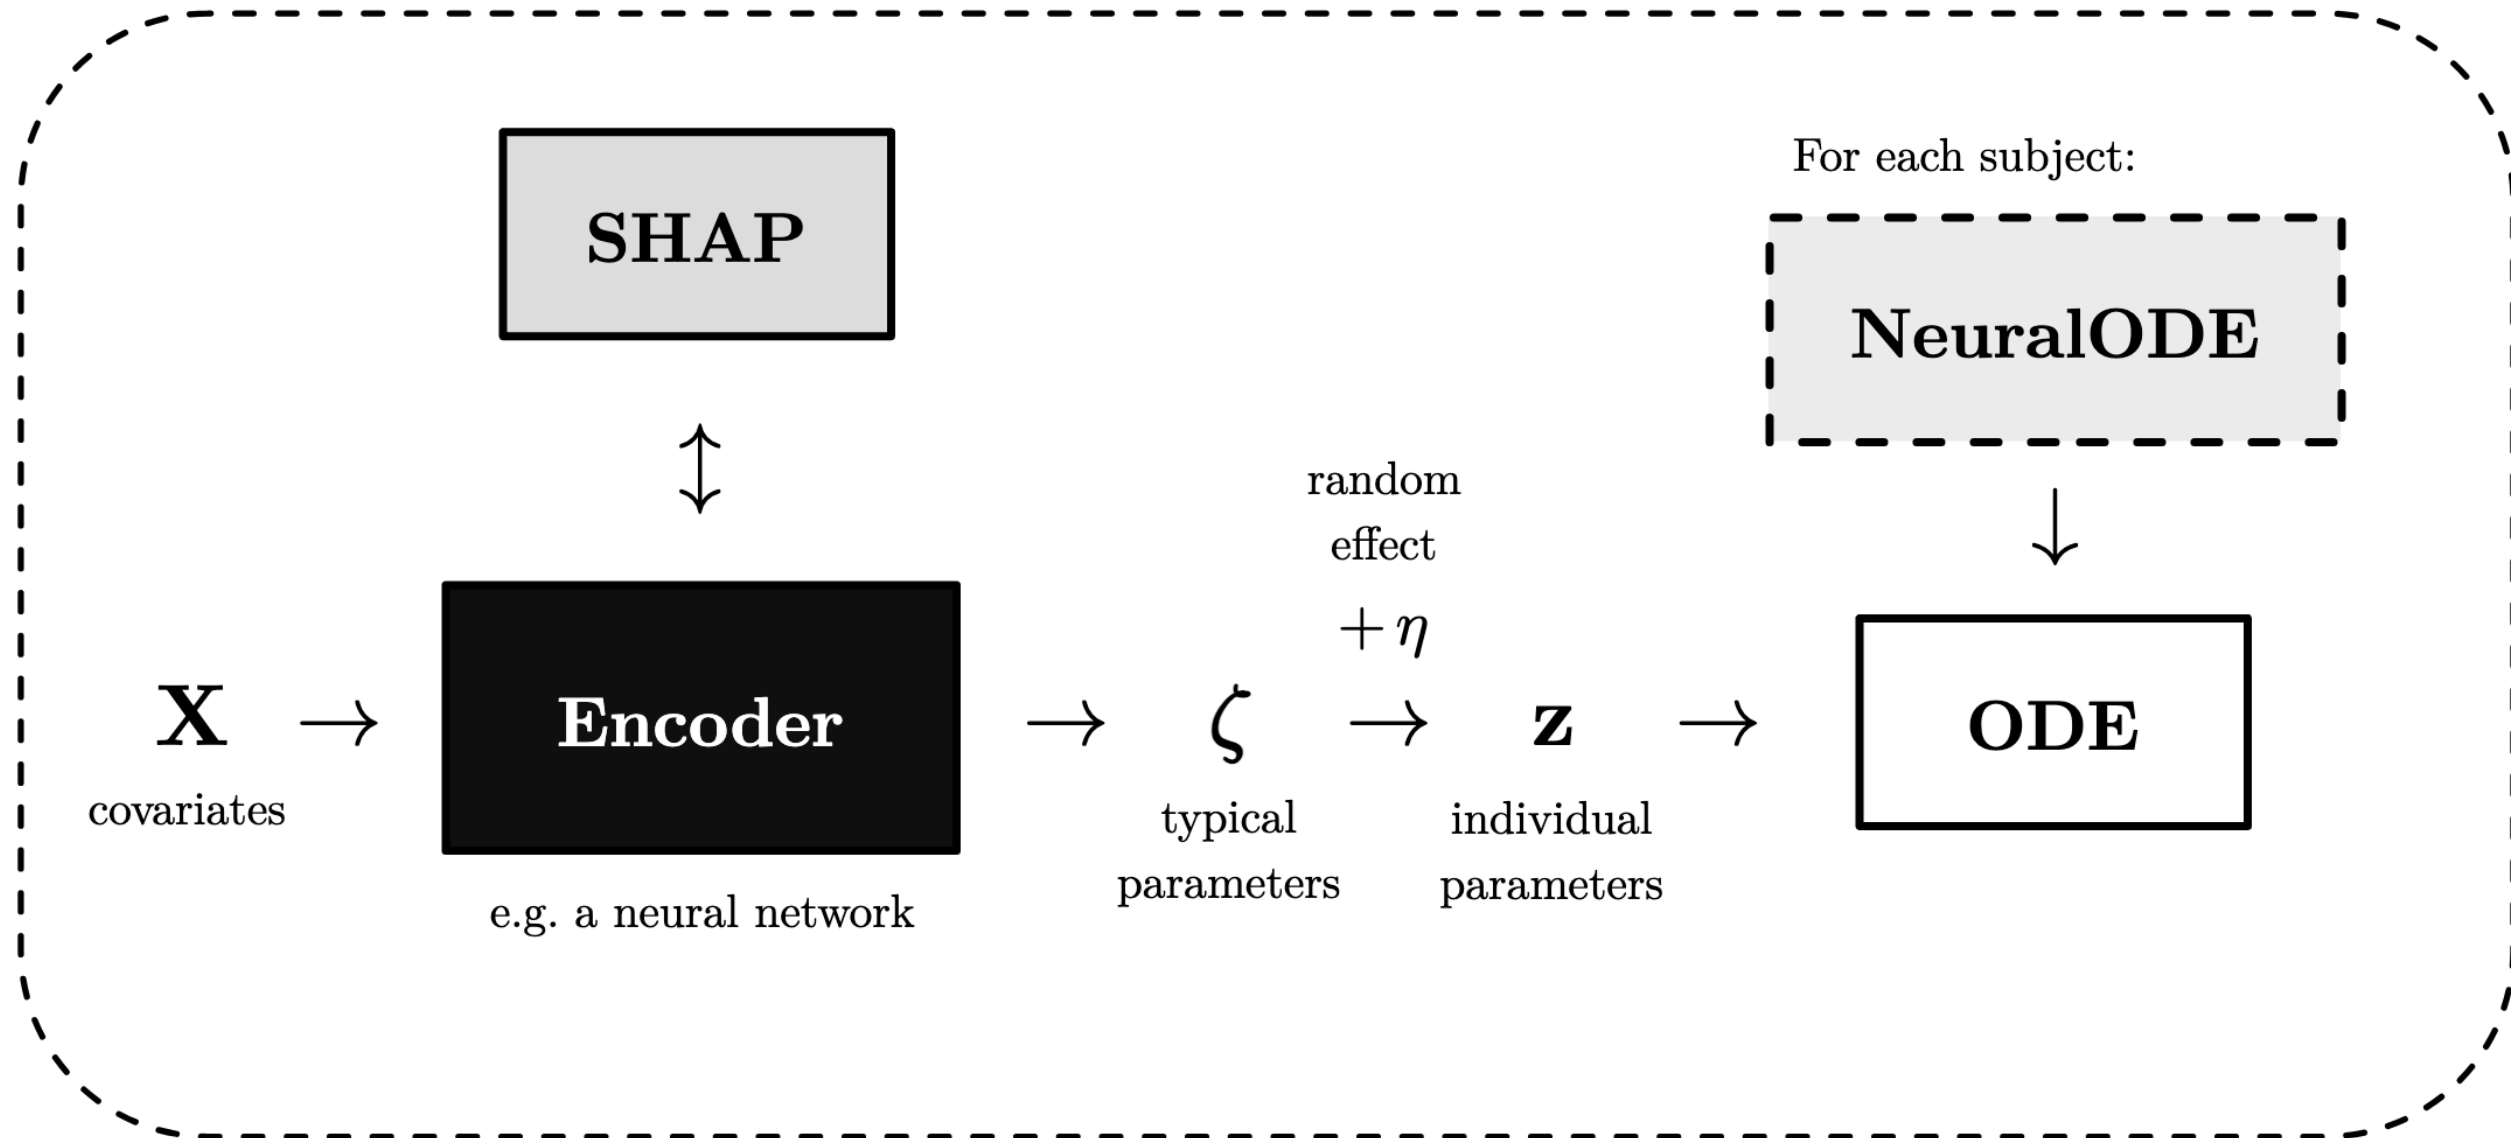 SHAP
For each subject:
NeuralODE
random
effect
+ η
X
covariates
Encoder
e.g. a neural network
ζ
typical
parameters
z
individual
parameters
ODE